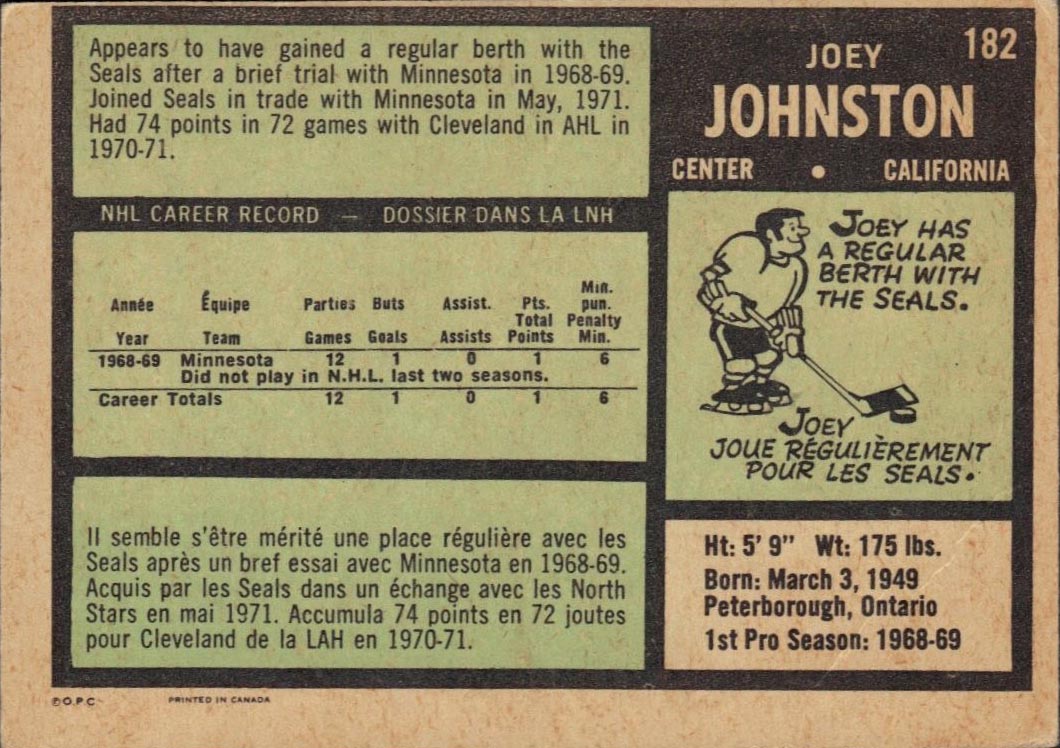 Appears to have gained a regular berth with the
Seals after a brief trial with Minnesota in 1968-69.
Joined Seals in trade with Minnesota in May, 1971.
Had 74 points in 72 games with Cleveland in AHL in
1970-71.
182
JOEY
JOHNSTON
CENTER • CALIFORNIA
NHL CAREER RECORD — DOSSIER DANS LA LNH
Année Équipe Parties Buts Assist. Pts. Total Min. pun.
Year Team Games Goals Assists Points Penalty Min.
1968-69 Minnesota 12 1 0 1 6
Did not play in N.H.L. last two seasons.
Career Totals 12 1 0 1 6
JOEY HAS
A REGULAR
BERTH WITH
THE SEALS.
JOEY
JOUE RÉGULIÈREMENT
POUR LES SEALS.
Il semble s'être mérité une place régulière avec les
Seals après un bref essai avec Minnesota en 1968-69.
Acquis par les Seals dans un échange avec les North
Stars en mai 1971. Accumula 74 points en 72 joutes
pour Cleveland de la LAH en 1970-71.
Ht: 5' 9" Wt: 175 lbs.
Born: March 3, 1949
Peterborough, Ontario
1st Pro Season: 1968-69
© O.P.C PRINTED IN CANADA